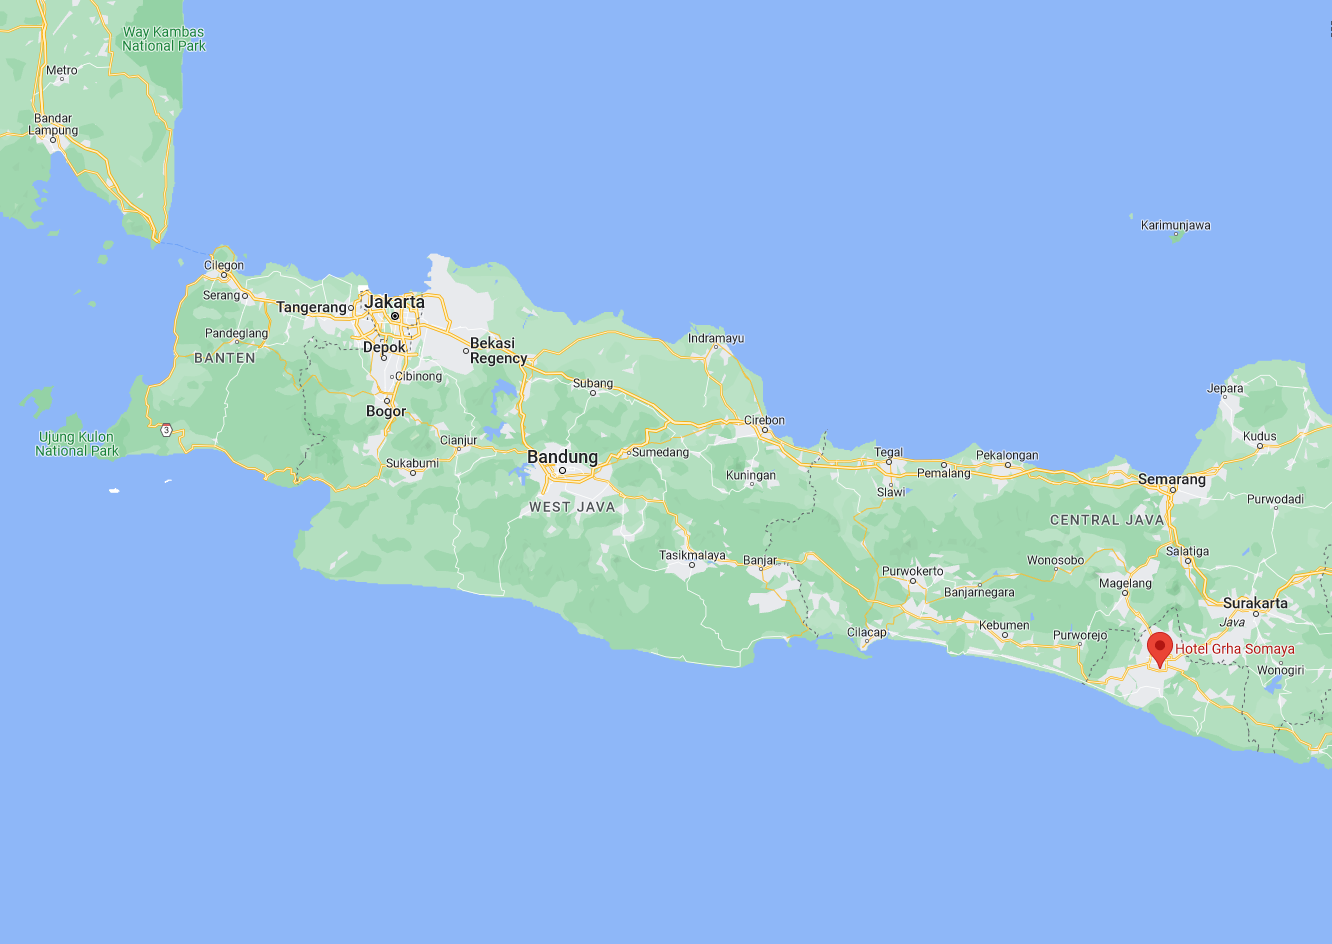 Way Kambas
National Park
Metro
Bandar
Lampung
Karimunjawa
Cilegon
Serang
Tangerang
Jakarta
Pandeglang
BANTEN
Depok
Bekasi
Regency
Indramayu
Cibinong
Subang
Jepara
Bogor
Cirebon
3
Ujung Kulon
National Park
Cianjur
Kudus
Sukabumi
Bandung
Sumedang
Tegal
Pekalongan
Kuningan
Pemalang
Semarang
Slawi
Purwodadi
WEST JAVA
CENTRAL JAVA
Tasikmalaya
Banjar
Wonosobo
Salatiga
Purwokerto
Banjarnegara
Magelang
Surakarta
Java
Cilacap
Kebumen
Purworejo
Hotel Grha Somaya
Wonogiri